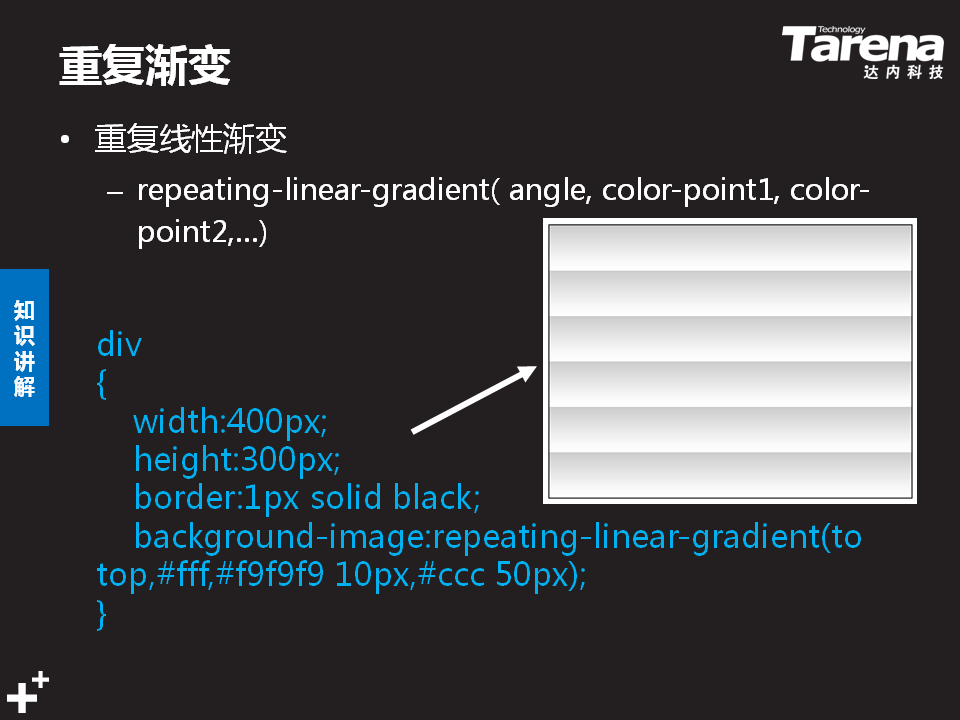 重复渐变
Technology
Tarena
达内科技
• 重复线性渐变
– repeating-linear-gradient( angle, color-point1, color-
point2,…)
知
识
讲
解
div
{
width:400px;
height:300px;
border:1px solid black;
background-image:repeating-linear-gradient(to
top,#fff,#f9f9f9 10px,#ccc 50px);
}